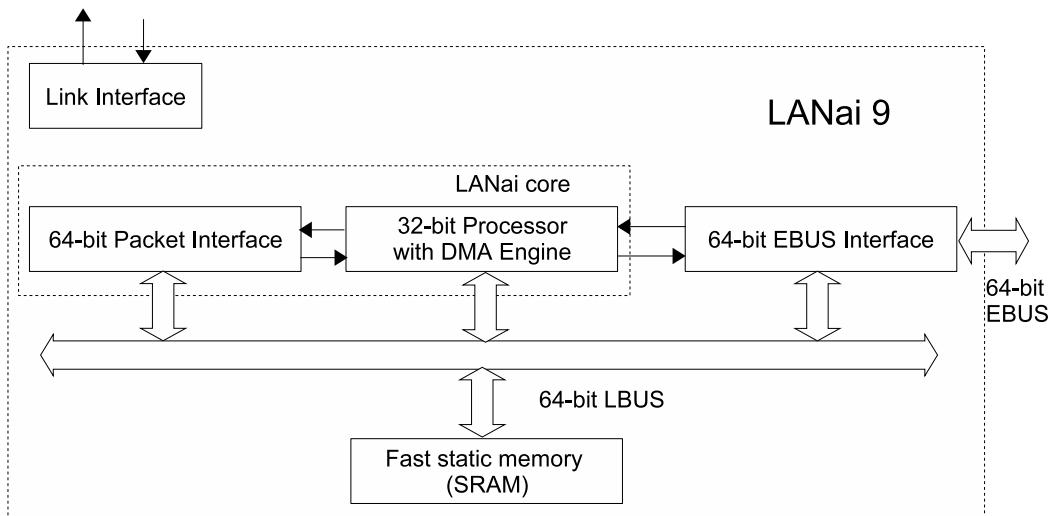 Link Interface
LANai 9
LANai core
64-bit Packet Interface
32-bit Processor
with DMA Engine
64-bit EBUS Interface
64-bit
EBUS
64-bit LBUS
Fast static memory
(SRAM)